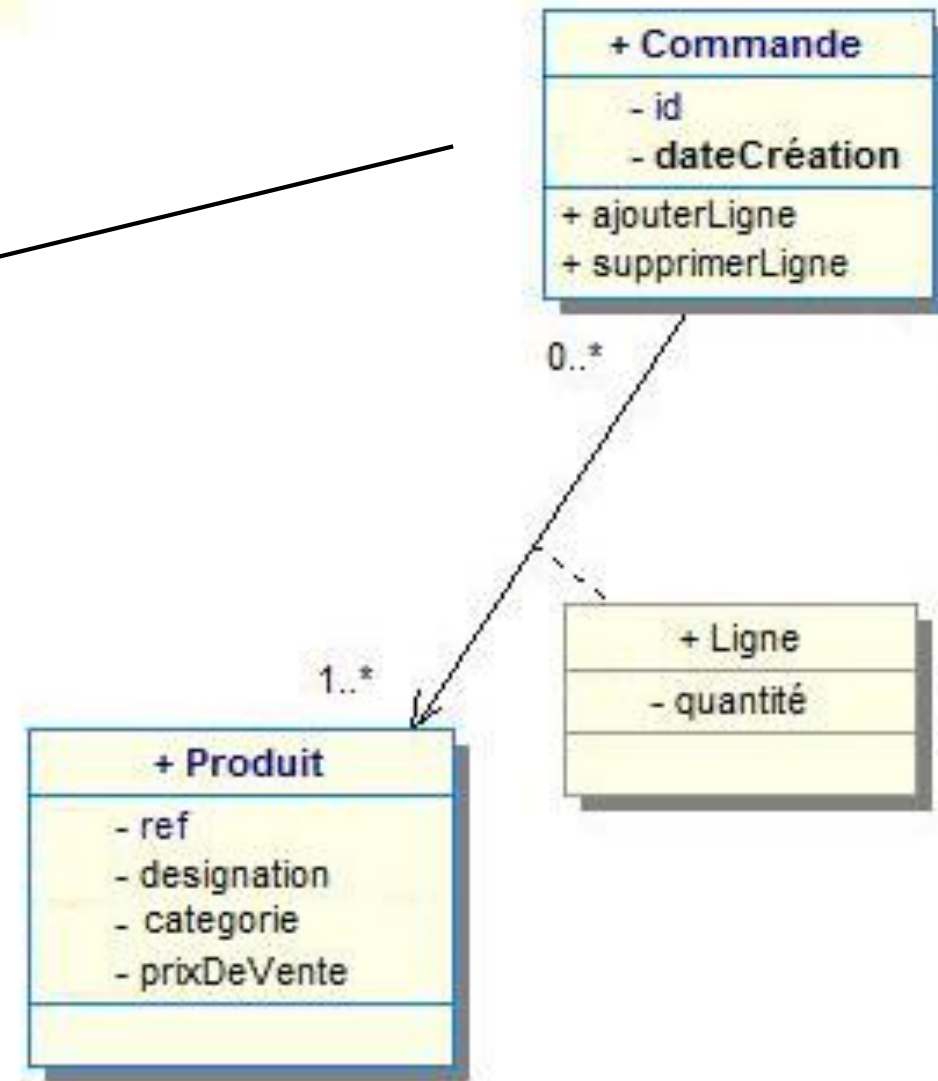 + Commande
- id
- dateCréation
+ ajouterLigne
+ supprimerLigne
0..*
1..*
+ Ligne
- quantité
+ Produit
- ref
- designation
- categorie
- prixDeVente